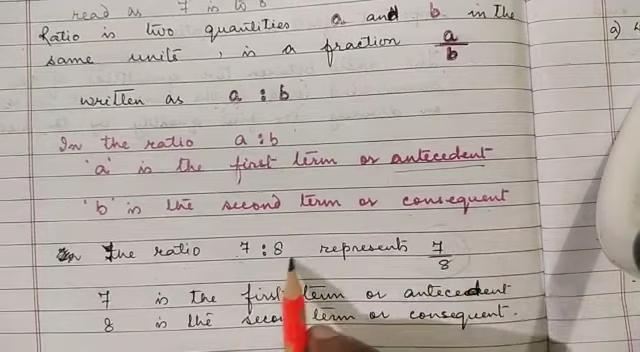 read as 7 is to 8
Ratio is two quantities a and b in the
same units, is a fraction a/b
written as a : b
In the ratio a : b
'a' is the first term or antecedent
'b' is the second term or consequent
In the ratio 7 : 8 represents 7/8
7 is the first term or antecedent
8 is the second term or consequent.
a)